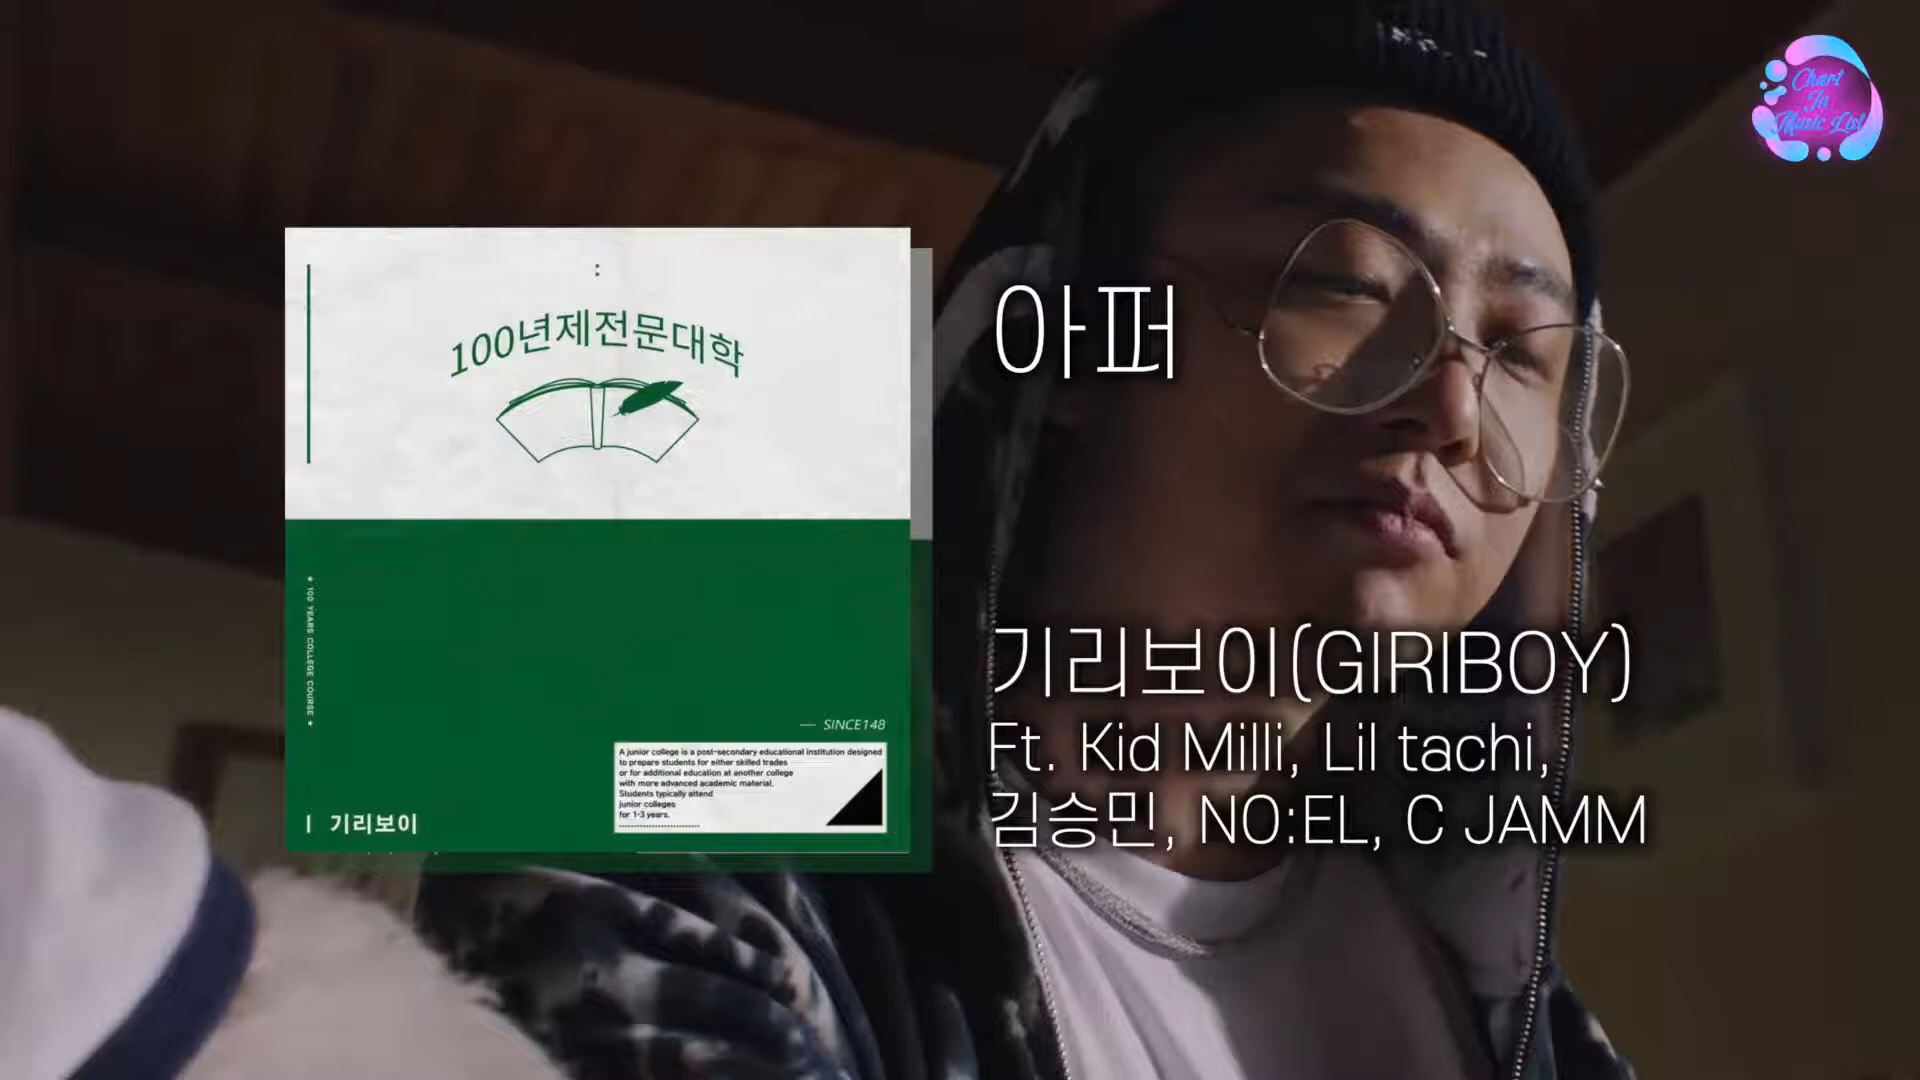 Chart
In
Music List
:
100년제전문대학
★ 100 YEARS COLLEGE COURSE ★
— SINCE148
A junior college is a post-secondary educational institution designed
to prepare students for either skilled trades
or for additional education at another college
with more advanced academic material.
Students typically attend
junior colleges
for 1-3 years.
| 기리보이
아퍼
기리보이(GIRIBOY)
Ft. Kid Milli, Lil tachi,
김승민, NO:EL, C JAMM